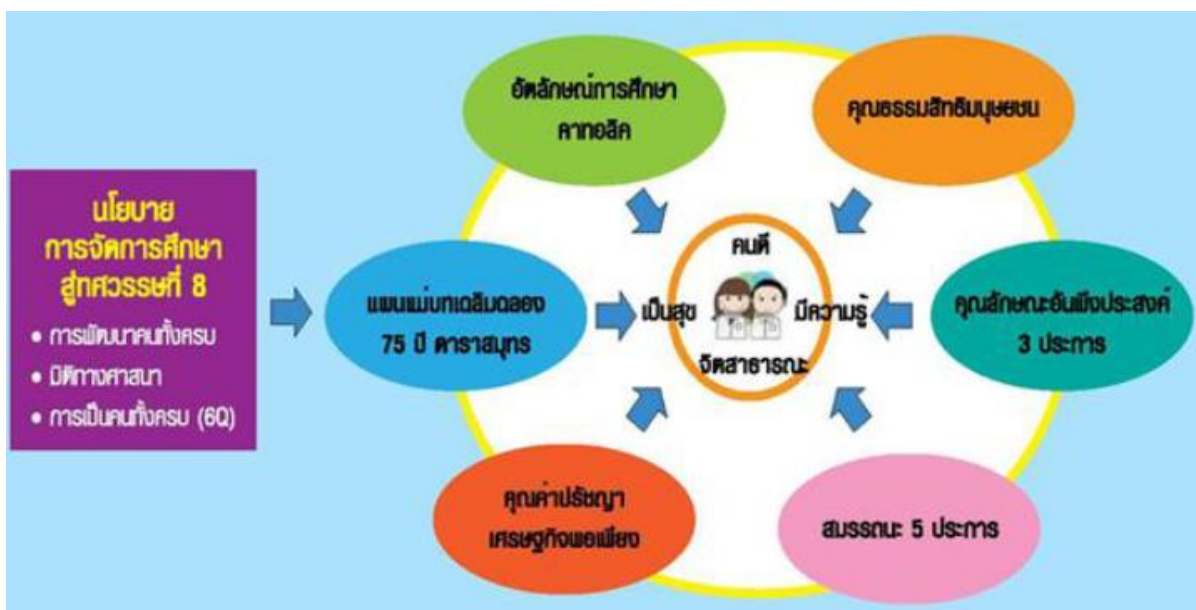 นโยบาย
การจัดการศึกษา
สู่ทศวรรษที่ 8
• การพัฒนาคนทั้งครบ
• มิติทางศาสนา
• การเป็นคนทั้งครบ (6Q)
อัตลักษณ์การศึกษา
คาทอลิค
คุณธรรมสิทธิมนุษยชน
แผนแม่บทเฉลิมฉลอง
75 ปี ดาราสมุทร
คนดี
เป็นสุข
มีความรู้
จิตสาธารณะ
คุณลักษณะอันพึงประสงค์
3 ประการ
คุณค่าปรัชญา
เศรษฐกิจพอเพียง
สมรรถนะ 5 ประการ